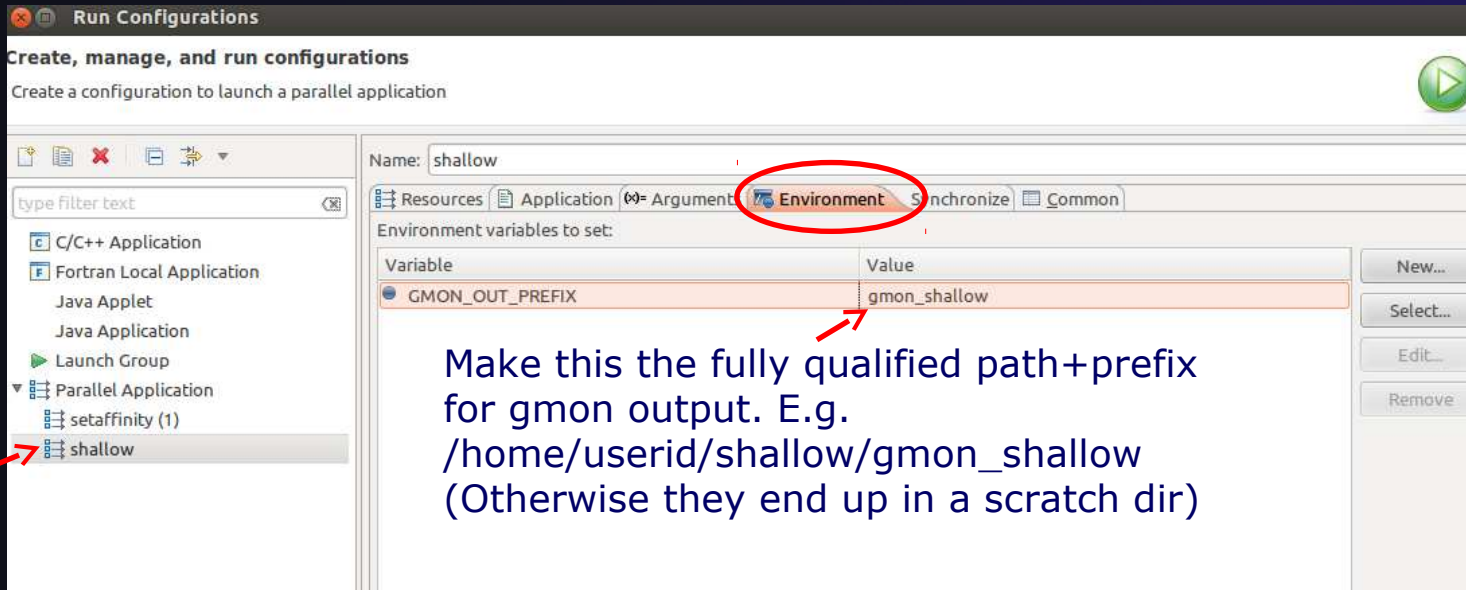 Run Configurations
Create, manage, and run configurations
Create a configuration to launch a parallel application
Name: shallow
type filter text
Resources Application (x)= Argument Environment Synchronize Common
Environment variables to set:
C/C++ Application
Fortran Local Application
Java Applet
Java Application
Launch Group
Parallel Application
setaffinity (1)
shallow
Variable Value
GMON_OUT_PREFIX gmon_shallow
New...
Select...
Edit...
Remove
Make this the fully qualified path+prefix
for gmon output. E.g.
/home/userid/shallow/gmon_shallow
(Otherwise they end up in a scratch dir)